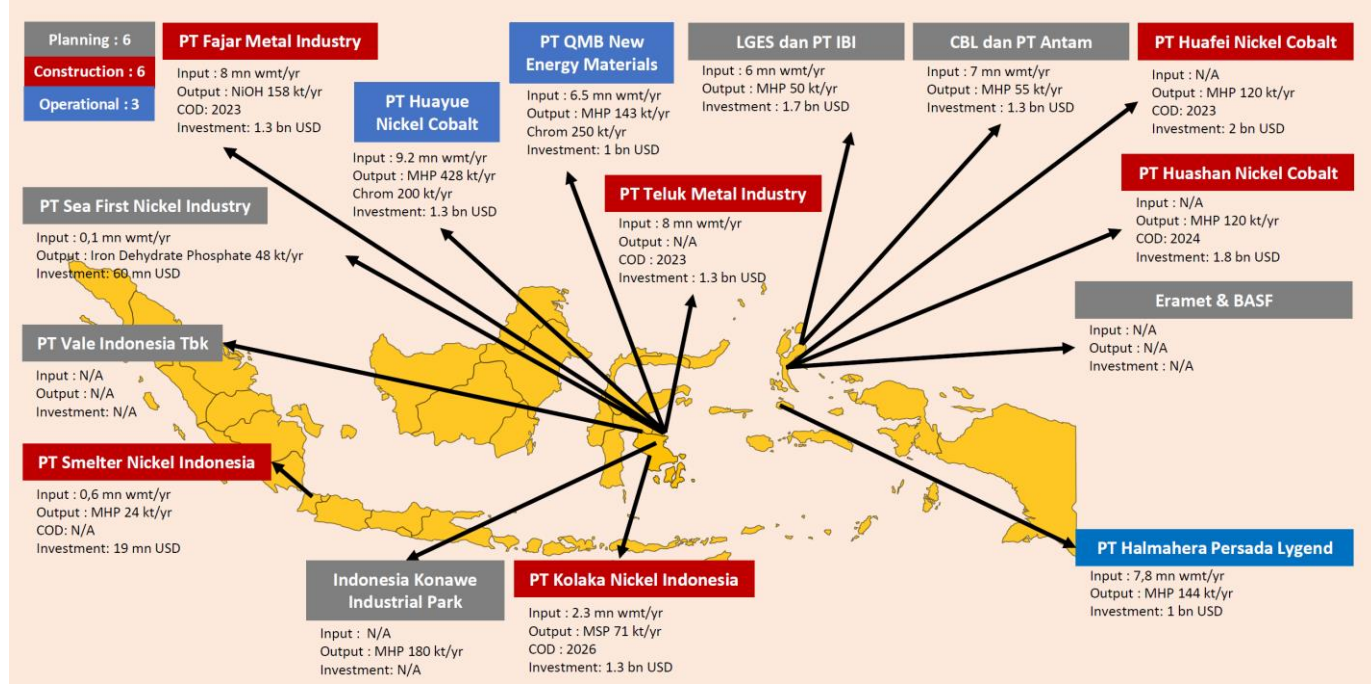 Planning : 6
Construction : 6
Operational : 3
PT Fajar Metal Industry
Input : 8 mn wmt/yr
Output : NiOH 158 kt/yr
COD: 2023
Investment: 1.3 bn USD
PT Huayue
Nickel Cobalt
Input : 9.2 mn wmt/yr
Output : MHP 428 kt/yr
Chrom 200 kt/yr
Investment: 1.3 bn USD
PT QMB New
Energy Materials
Input : 6.5 mn wmt/yr
Output : MHP 143 kt/yr
Chrom 250 kt/yr
Investment: 1 bn USD
LGES dan PT IBI
Input : 6 mn wmt/yr
Output : MHP 50 kt/yr
Investment : 1.7 bn USD
CBL dan PT Antam
Input : 7 mn wmt/yr
Output : MHP 55 kt/yr
Investment : 1.3 bn USD
PT Huafei Nickel Cobalt
Input : N/A
Output : MHP 120 kt/yr
COD: 2023
Investment : 2 bn USD
PT Sea First Nickel Industry
Input : 0,1 mn wmt/yr
Output : Iron Dehydrate Phosphate 48 kt/yr
Investment: 60 mn USD
PT Teluk Metal Industry
Input : 8 mn wmt/yr
Output : N/A
COD : 2023
Investment : 1.3 bn USD
PT Huashan Nickel Cobalt
Input : N/A
Output : MHP 120 kt/yr
COD: 2024
Investment : 1.8 bn USD
Eramet & BASF
Input : N/A
Output : N/A
Investment : N/A
PT Vale Indonesia Tbk
Input : N/A
Output : N/A
Investment: N/A
PT Smelter Nickel Indonesia
Input : 0,6 mn wmt/yr
Output : MHP 24 kt/yr
COD: N/A
Investment: 19 mn USD
Indonesia Konawe
Industrial Park
Input : N/A
Output : MHP 180 kt/yr
Investment: N/A
PT Kolaka Nickel Indonesia
Input : 2.3 mn wmt/yr
Output : MSP 71 kt/yr
COD : 2026
Investment: 1.3 bn USD
PT Halmahera Persada Lygend
Input : 7,8 mn wmt/yr
Output : MHP 144 kt/yr
Investment : 1 bn USD